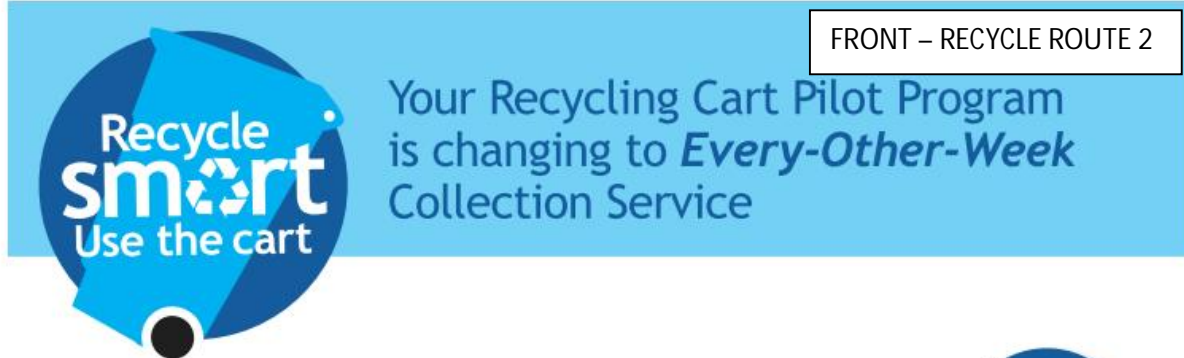 FRONT – RECYCLE ROUTE 2
Recycle
smart
Use the cart
Your Recycling Cart Pilot Program
is changing to Every-Other-Week
Collection Service